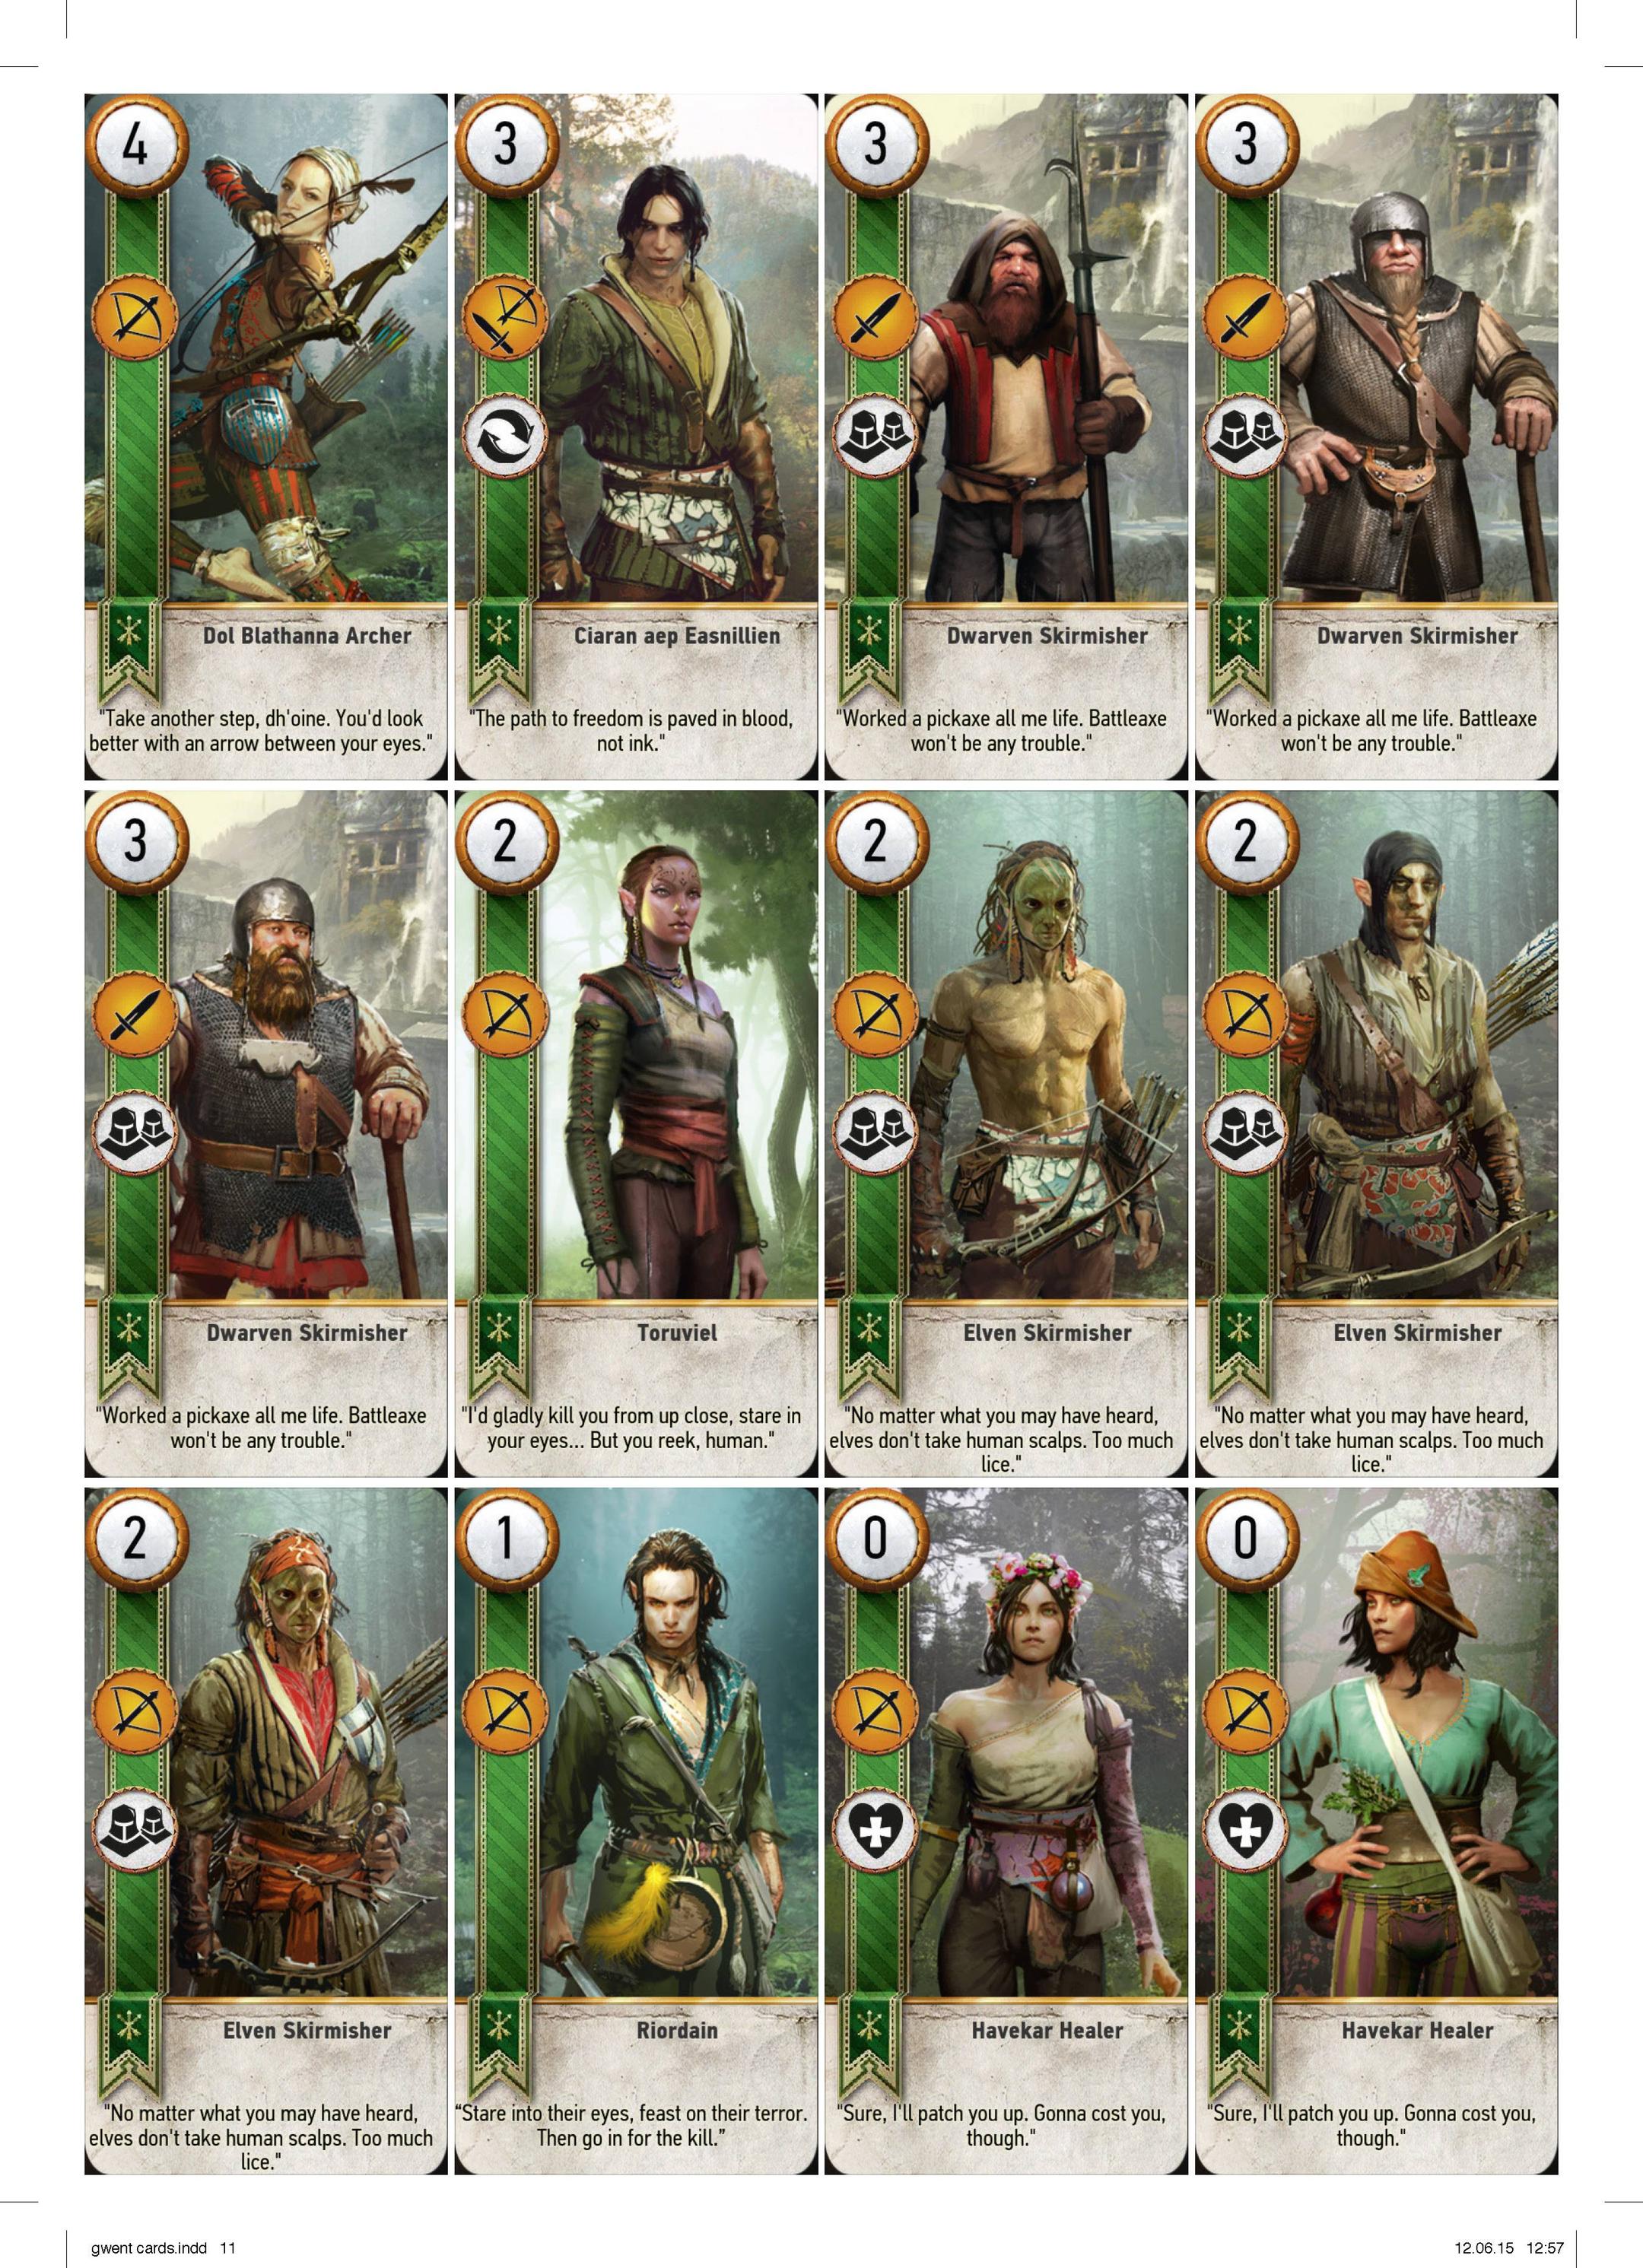 4
Dol Blathanna Archer
"Take another step, dh'oine. You'd look
better with an arrow between your eyes."
3
Ciaran aep Easnillien
"The path to freedom is paved in blood,
not ink."
3
Dwarven Skirmisher
"Worked a pickaxe all me life. Battleaxe
won't be any trouble."
3
Dwarven Skirmisher
"Worked a pickaxe all me life. Battleaxe
won't be any trouble."
3
Dwarven Skirmisher
"Worked a pickaxe all me life. Battleaxe
won't be any trouble."
2
Toruviel
"I'd gladly kill you from up close, stare in
your eyes... But you reek, human."
2
Elven Skirmisher
"No matter what you may have heard,
elves don't take human scalps. Too much
lice."
2
Elven Skirmisher
"No matter what you may have heard,
elves don't take human scalps. Too much
lice."
2
Elven Skirmisher
"No matter what you may have heard,
elves don't take human scalps. Too much
lice."
1
Riordain
“Stare into their eyes, feast on their terror.
Then go in for the kill.”
0
Havekar Healer
"Sure, I'll patch you up. Gonna cost you,
though."
0
Havekar Healer
"Sure, I'll patch you up. Gonna cost you,
though."
gwent cards.indd 11
12.06.15 12:57